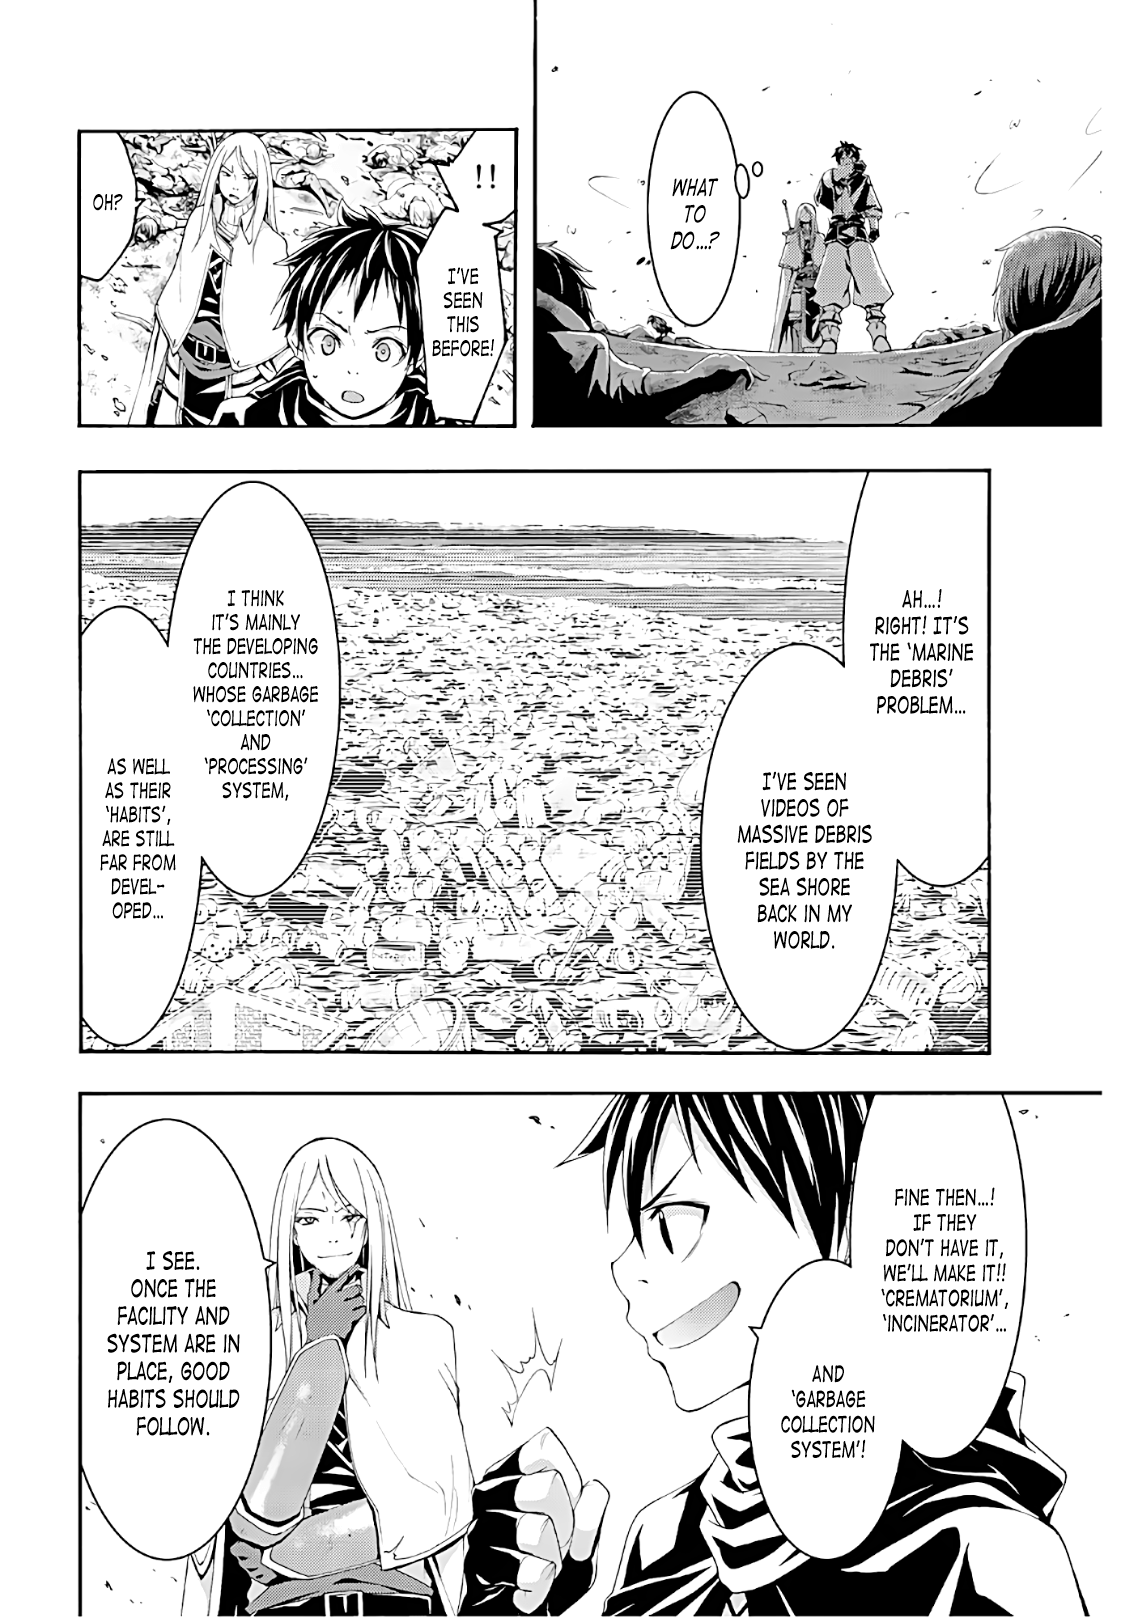 WHAT
TO
DO...?
!!
I'VE
SEEN
THIS
BEFORE!
OH?
AH...!
RIGHT! IT'S
THE 'MARINE
DEBRIS'
PROBLEM...
I'VE SEEN
VIDEOS OF
MASSIVE DEBRIS
FIELDS BY THE
SEA SHORE
BACK IN MY
WORLD.
I THINK
IT'S MAINLY
THE DEVELOPING
COUNTRIES...
WHOSE GARBAGE
'COLLECTION'
AND
'PROCESSING'
SYSTEM,
AS WELL
AS THEIR
'HABITS',
ARE STILL
FAR FROM
DEVEL-
OPED...
FINE THEN...!
IF THEY
DON'T HAVE IT,
WE'LL MAKE IT!!
'CREMATORIUM',
'INCINERATOR'...
AND
'GARBAGE
COLLECTION
SYSTEM'!
I SEE.
ONCE THE
FACILITY AND
SYSTEM ARE IN
PLACE, GOOD
HABITS SHOULD
FOLLOW.